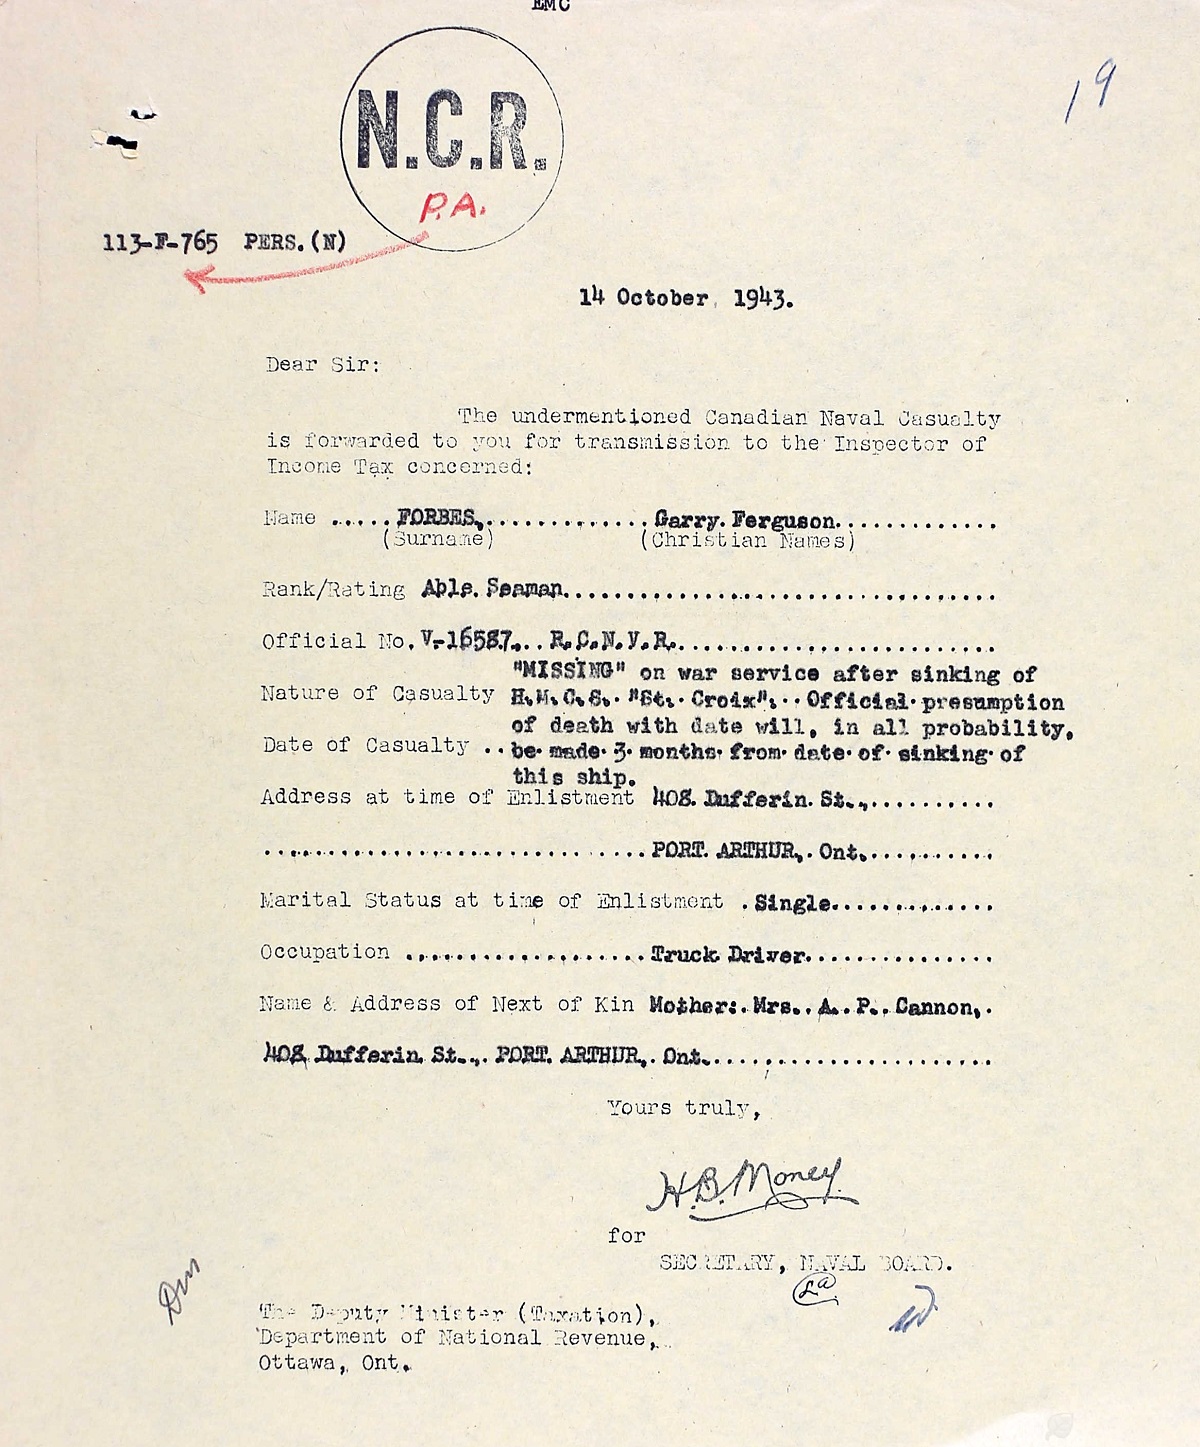 EMC
N.C.R.
19
P.A.
113-F-765 PERS.(N)
14 October, 1943.
Dear Sir:
The undermentioned Canadian Naval Casualty
is forwarded to you for transmission to the Inspector of
Income Tax concerned:
Name ..... FORBES, ............. Garry Ferguson.............
(Surname) (Christian Names)
Rank/Rating Able Seaman..................................
Official No. V-16587,.. R.C.N.V.R.........................
"MISSING" on war service after sinking of
Nature of Casualty H.M.C.S. "St. Croix". Official presumption
of death with date will, in all probability,
Date of Casualty .. be made 3 months from date of sinking of
this ship.
Address at time of Enlistment 408 Dufferin St.,..........
............................. PORT ARTHUR, Ont...........
Marital Status at time of Enlistment .Single.............
Occupation ................... Truck Driver...............
Name & Address of Next of Kin Mother: Mrs. A. P. Cannon,.
408 Dufferin St., PORT ARTHUR, Ont......................
Yours truly,
H.B. Money
for
SECRETARY, NAVAL BOARD.
The Deputy Minister (Taxation),
Department of National Revenue,
Ottawa, Ont.